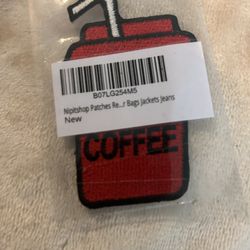 B07LG254M5
Nipitshop Patches Re...r Bags Jackets Jeans
New
COFFEE